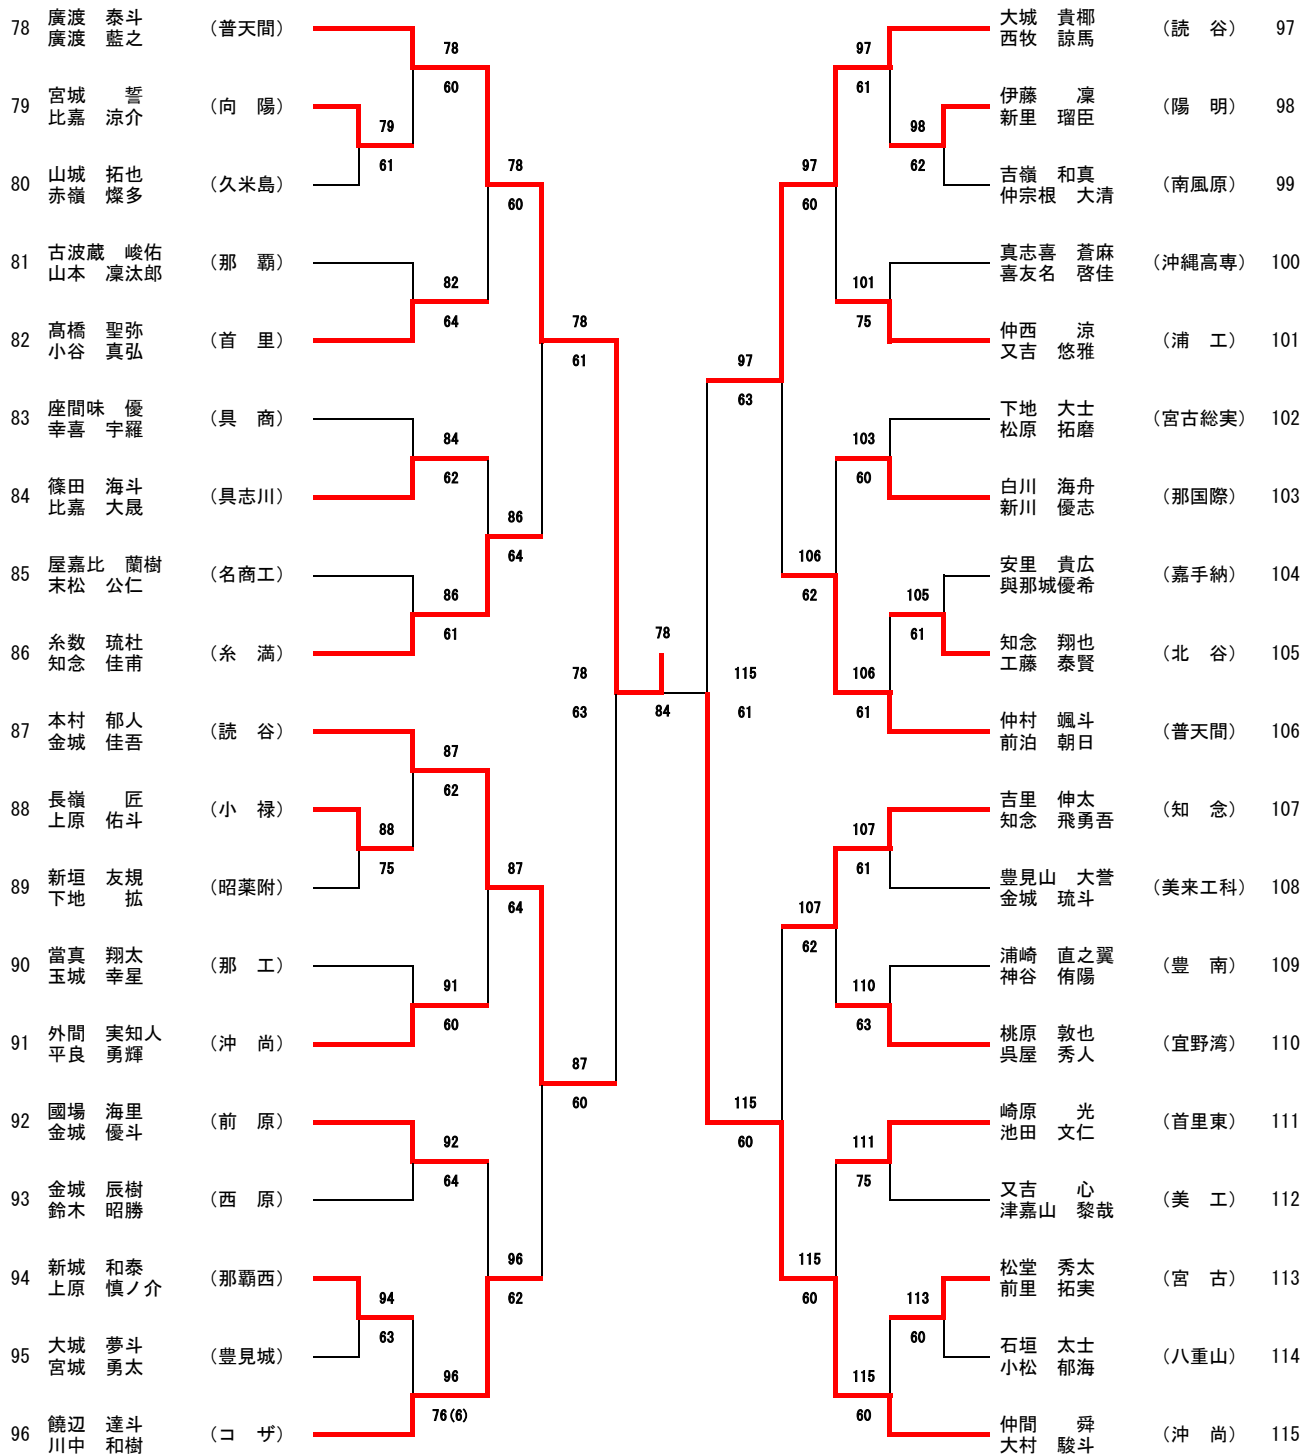 78 廣渡　泰斗 （普天間）
廣渡　藍之
79 宮城　　誓 （向　陽）
比嘉　涼介
80 山城　拓也 （久米島）
赤嶺　燦多
81 古波蔵　峻佑 （那　覇）
山本　凜汰郎
82 髙橋　聖弥 （首　里）
小谷　真弘
83 座間味　優 （具　商）
幸喜　宇羅
84 篠田　海斗 （具志川）
比嘉　大晟
85 屋嘉比　蘭樹 （名商工）
末松　公仁
86 糸数　琉杜 （糸　満）
知念　佳甫
87 本村　郁人 （読　谷）
金城　佳吾
88 長嶺　　匠 （小　禄）
上原　佑斗
89 新垣　友規 （昭薬附）
下地　　拡
90 當真　翔太 （那　工）
玉城　幸星
91 外間　実知人 （沖　尚）
平良　勇輝
92 國場　海里 （前　原）
金城　優斗
93 金城　辰樹 （西　原）
鈴木　昭勝
94 新城　和泰 （那覇西）
上原　慎ノ介
95 大城　夢斗 （豊見城）
宮城　勇太
96 饒辺　達斗 （コ　ザ）
川中　和樹
79
61
88
75
94
63
78
60
82
64
84
62
86
61
87
62
91
60
92
64
96
76(6)
78
60
86
64
87
64
96
62
78
61
87
60
78
63
78
84
115
61
97
63
115
60
97
60
106
62
107
62
115
60
97
61
101
75
103
60
106
61
107
61
110
63
111
75
115
60
98
62
105
61
113
60
大城　貴椰 （読　谷） 97
西牧　諒馬
伊藤　　凜 （陽　明） 98
新里　瑠臣
吉嶺　和真 （南風原） 99
仲宗根　大清
真志喜　蒼麻 （沖縄高専） 100
喜友名　啓佳
仲西　　涼 （浦　工） 101
又吉　悠雅
下地　大士 （宮古総実） 102
松原　拓磨
白川　海舟 （那国際） 103
新川　優志
安里　貴広 （嘉手納） 104
與那城優希
知念　翔也 （北　谷） 105
工藤　泰賢
仲村　颯斗 （普天間） 106
前泊　朝日
吉里　伸太 （知　念） 107
知念　飛勇吾
豊見山　大誉 （美来工科） 108
金城　琉斗
浦崎　直之翼 （豊　南） 109
神谷　侑陽
桃原　敦也 （宜野湾） 110
呉屋　秀人
崎原　　光 （首里東） 111
池田　文仁
又吉　　心 （美　工） 112
津嘉山　黎哉
松堂　秀太 （宮　古） 113
前里　拓実
石垣　太士 （八重山） 114
小松　郁海
仲間　　舜 （沖　尚） 115
大村　駿斗